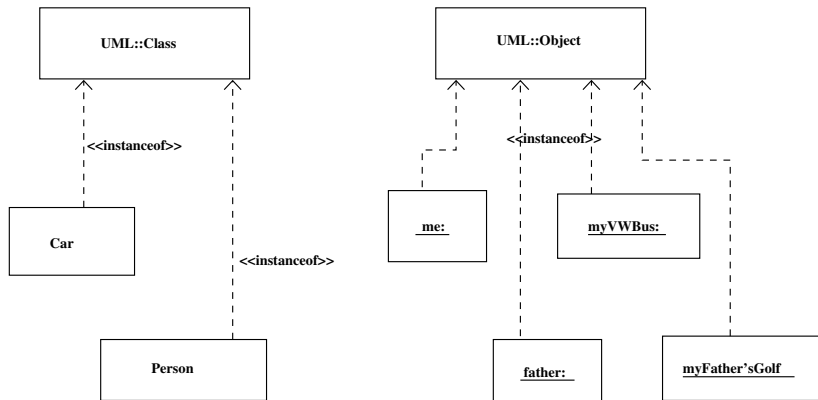 UML::Class
UML::Object
<<instanceof>>
<<instanceof>>
me:
myVWBus:
Car
<<instanceof>>
Person
father:
myFather'sGolf